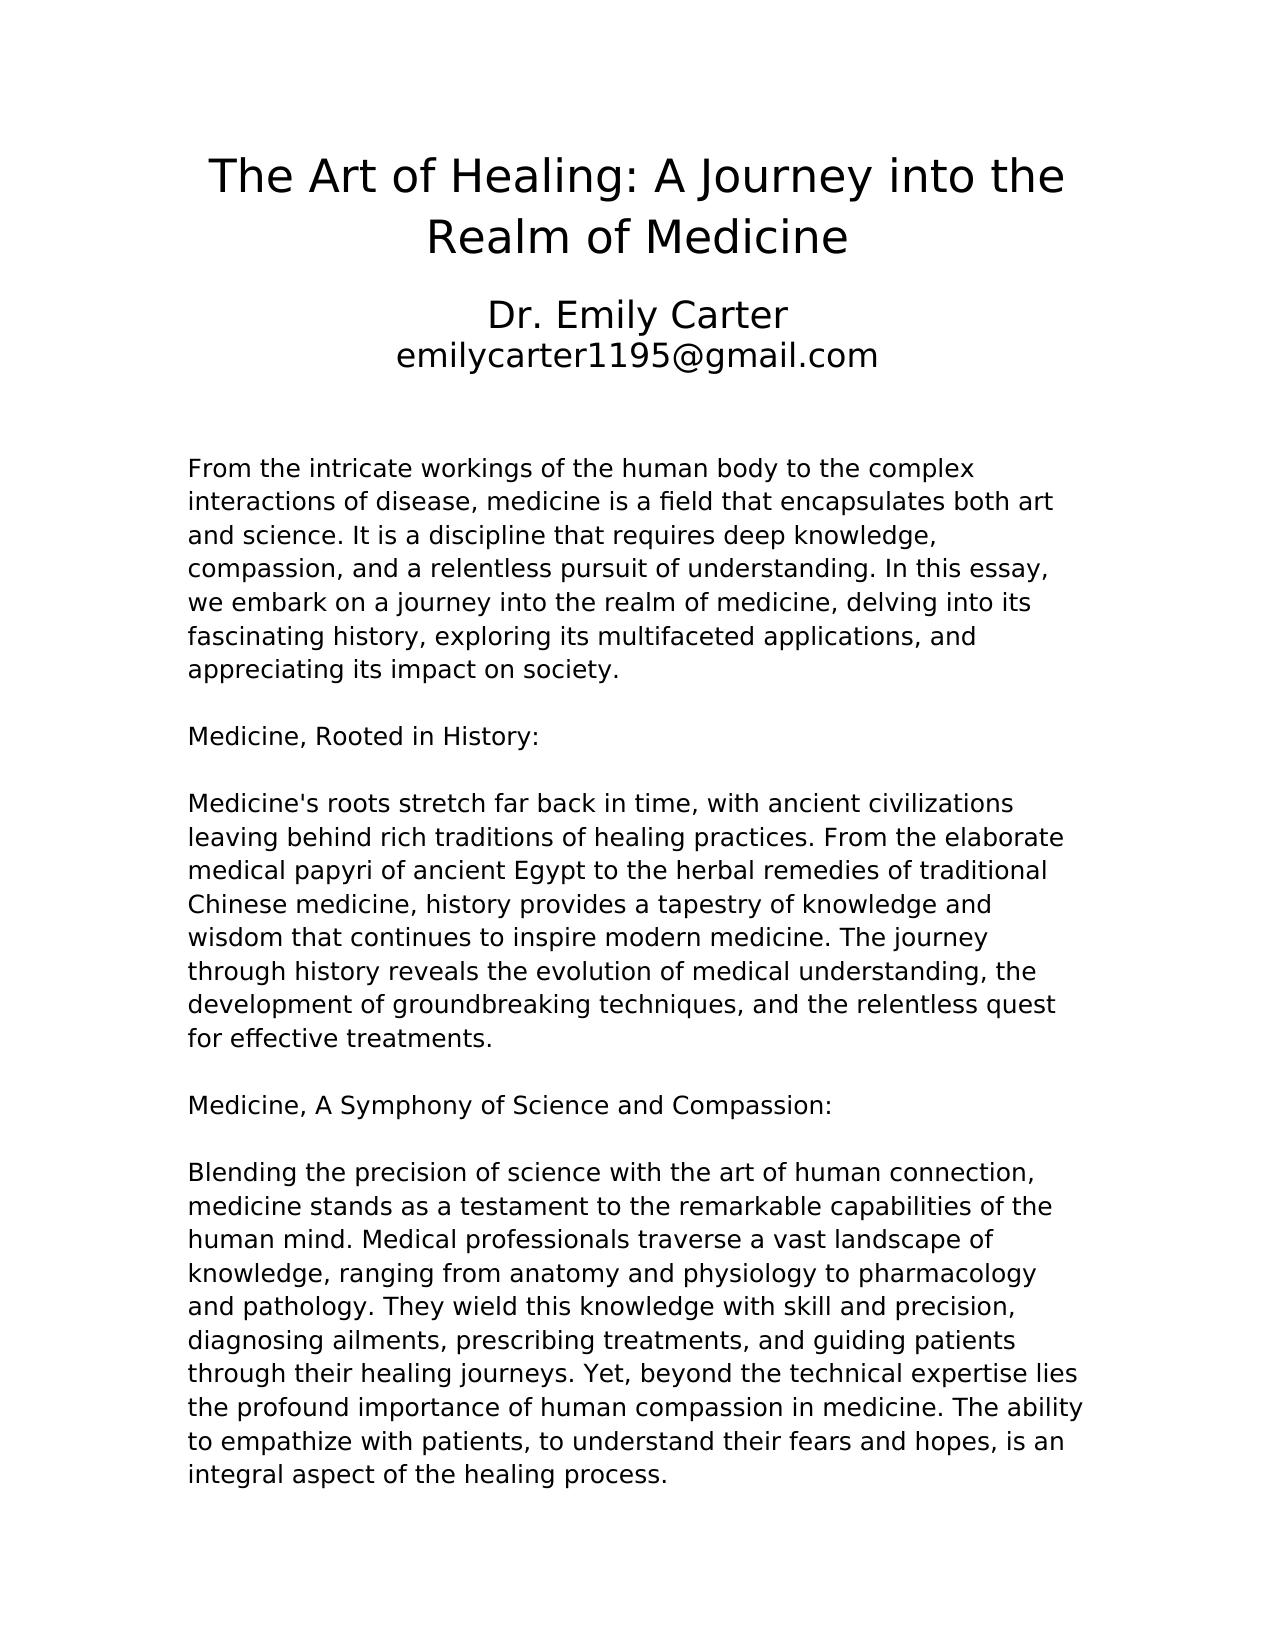 The Art of Healing: A Journey into the
Realm of Medicine
Dr. Emily Carter
emilycarter1195@gmail.com
From the intricate workings of the human body to the complex
interactions of disease, medicine is a field that encapsulates both art
and science. It is a discipline that requires deep knowledge,
compassion, and a relentless pursuit of understanding. In this essay,
we embark on a journey into the realm of medicine, delving into its
fascinating history, exploring its multifaceted applications, and
appreciating its impact on society.
Medicine, Rooted in History:
Medicine's roots stretch far back in time, with ancient civilizations
leaving behind rich traditions of healing practices. From the elaborate
medical papyri of ancient Egypt to the herbal remedies of traditional
Chinese medicine, history provides a tapestry of knowledge and
wisdom that continues to inspire modern medicine. The journey
through history reveals the evolution of medical understanding, the
development of groundbreaking techniques, and the relentless quest
for effective treatments.
Medicine, A Symphony of Science and Compassion:
Blending the precision of science with the art of human connection,
medicine stands as a testament to the remarkable capabilities of the
human mind. Medical professionals traverse a vast landscape of
knowledge, ranging from anatomy and physiology to pharmacology
and pathology. They wield this knowledge with skill and precision,
diagnosing ailments, prescribing treatments, and guiding patients
through their healing journeys. Yet, beyond the technical expertise lies
the profound importance of human compassion in medicine. The ability
to empathize with patients, to understand their fears and hopes, is an
integral aspect of the healing process.